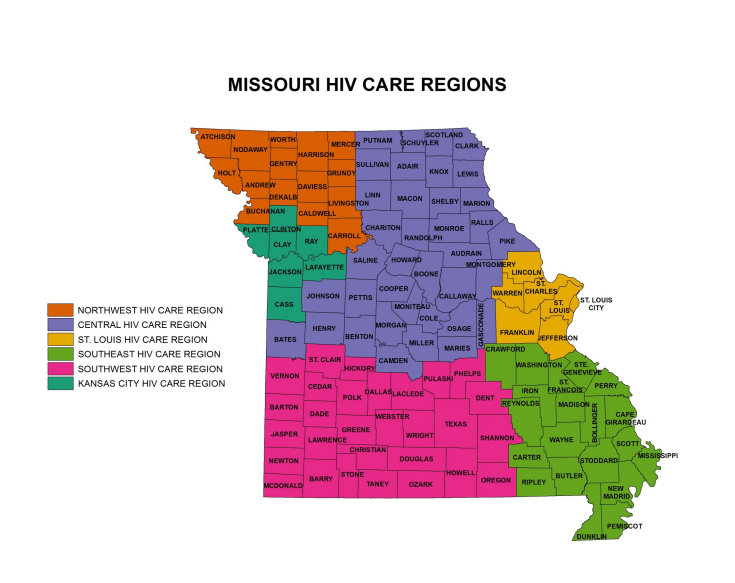 MISSOURI HIV CARE REGIONS
ATCHISON
NODAWAY
WORTH
HARRISON
MERCER
PUTNAM
SCHUYLER
SCOTLAND
CLARK
HOLT
GENTRY
GRUNDY
SULLIVAN
ADAIR
KNOX
LEWIS
ANDREW
DEKALB
DAVIESS
LIVINGSTON
LINN
MACON
SHELBY
MARION
BUCHANAN
CALDWELL
CARROLL
CHARITON
RANDOLPH
MONROE
RALLS
PLATTE
CLINTON
CLAY
RAY
PIKE
AUDRAIN
JACKSON
LAFAYETTE
SALINE
HOWARD
BOONE
MONTGOMERY
LINCOLN
CASS
JOHNSON
PETTIS
COOPER
MONITEAU
CALLAWAY
WARREN
ST.
CHARLES
ST.
LOUIS
ST. LOUIS
CITY
COLE
OSAGE
GASCONADE
FRANKLIN
JEFFERSON
BATES
HENRY
BENTON
MORGAN
MILLER
MARIES
CAMDEN
CRAWFORD
WASHINGTON
STE.
GENEVIEVE
ST.
FRANCOIS
PERRY
VERNON
ST. CLAIR
HICKORY
PULASKI
PHELPS
DENT
IRON
REYNOLDS
MADISON
BOLLINGER
CAPE
GIRARDEAU
CEDAR
POLK
DALLAS
LACLEDE
BARTON
DADE
WEBSTER
TEXAS
SHANNON
WAYNE
SCOTT
MISSISSIPPI
JASPER
LAWRENCE
GREENE
WRIGHT
CHRISTIAN
DOUGLAS
CARTER
STODDARD
NEWTON
MCDONALD
BARRY
STONE
TANEY
OZARK
HOWELL
OREGON
RIPLEY
BUTLER
NEW
MADRID
PEMISCOT
DUNKLIN
NORTHWEST HIV CARE REGION
CENTRAL HIV CARE REGION
ST. LOUIS HIV CARE REGION
SOUTHEAST HIV CARE REGION
SOUTHWEST HIV CARE REGION
KANSAS CITY HIV CARE REGION